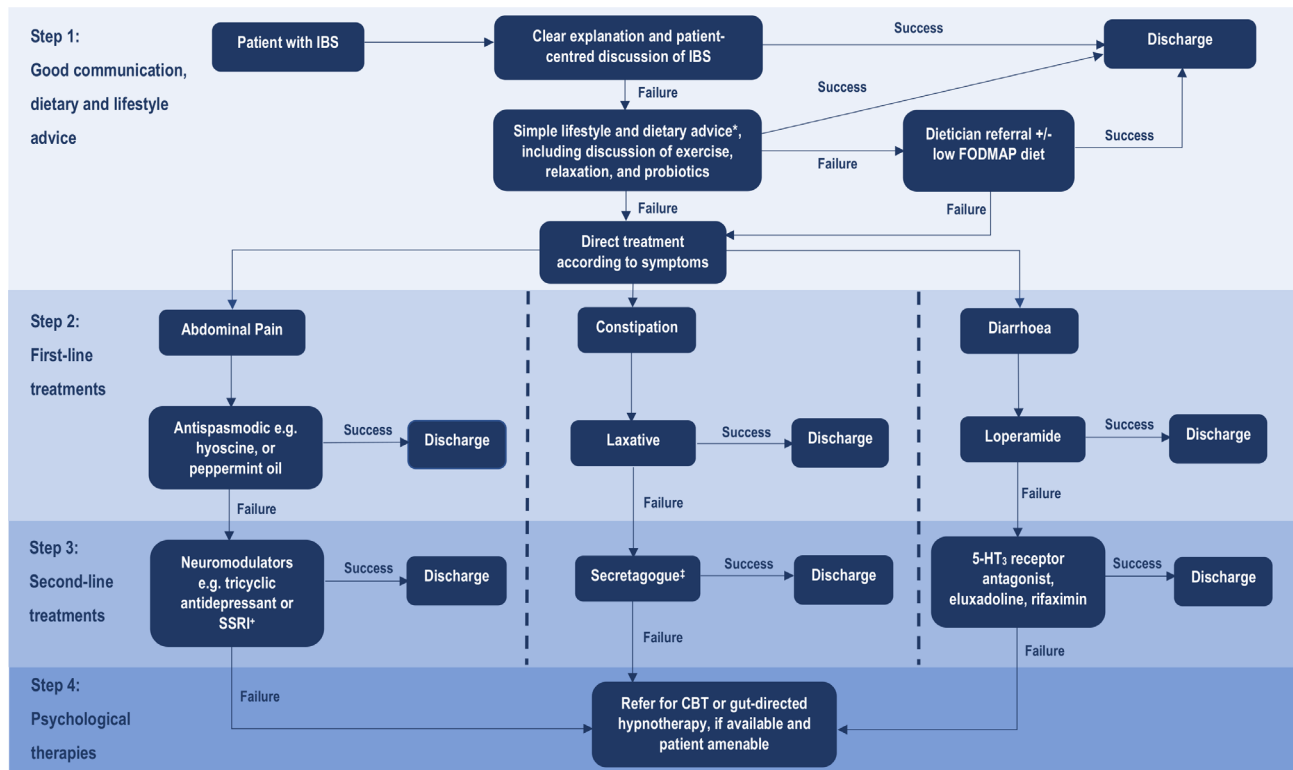 Step 1:
Good communication,
dietary and lifestyle
advice
Patient with IBS
Clear explanation and patient-
centred discussion of IBS
Success
Discharge
Failure
Success
Simple lifestyle and dietary advice*,
including discussion of exercise,
relaxation, and probiotics
Failure
Dietician referral +/-
low FODMAP diet
Success
Failure
Failure
Direct treatment
according to symptoms
Step 2:
First-line
treatments
Abdominal Pain
Constipation
Diarrhoea
Antispasmodic e.g.
hyoscine, or
peppermint oil
Success
Discharge
Laxative
Success
Discharge
Loperamide
Success
Discharge
Failure
Failure
Failure
Step 3:
Second-line
treatments
Neuromodulators
e.g. tricyclic
antidepressant or
SSRI⁺
Success
Discharge
Secretagogue‡
Success
Discharge
5-HT₃ receptor
antagonist,
eluxadoline, rifaximin
Success
Discharge
Failure
Failure
Failure
Step 4:
Psychological
therapies
Refer for CBT or gut-directed
hypnotherapy, if available and
patient amenable